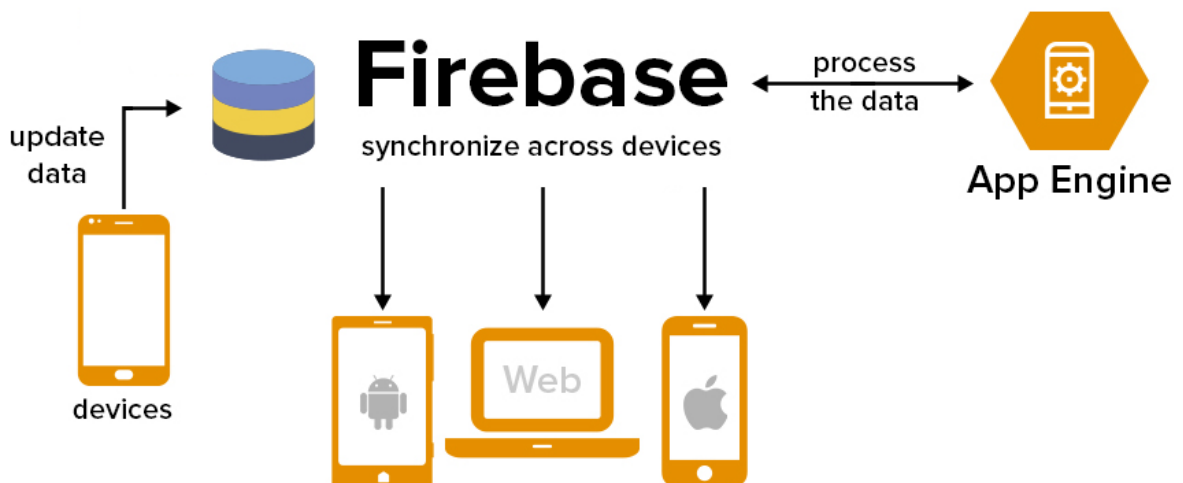 Firebase
synchronize across devices
update
data
process
the data
App Engine
devices
Web